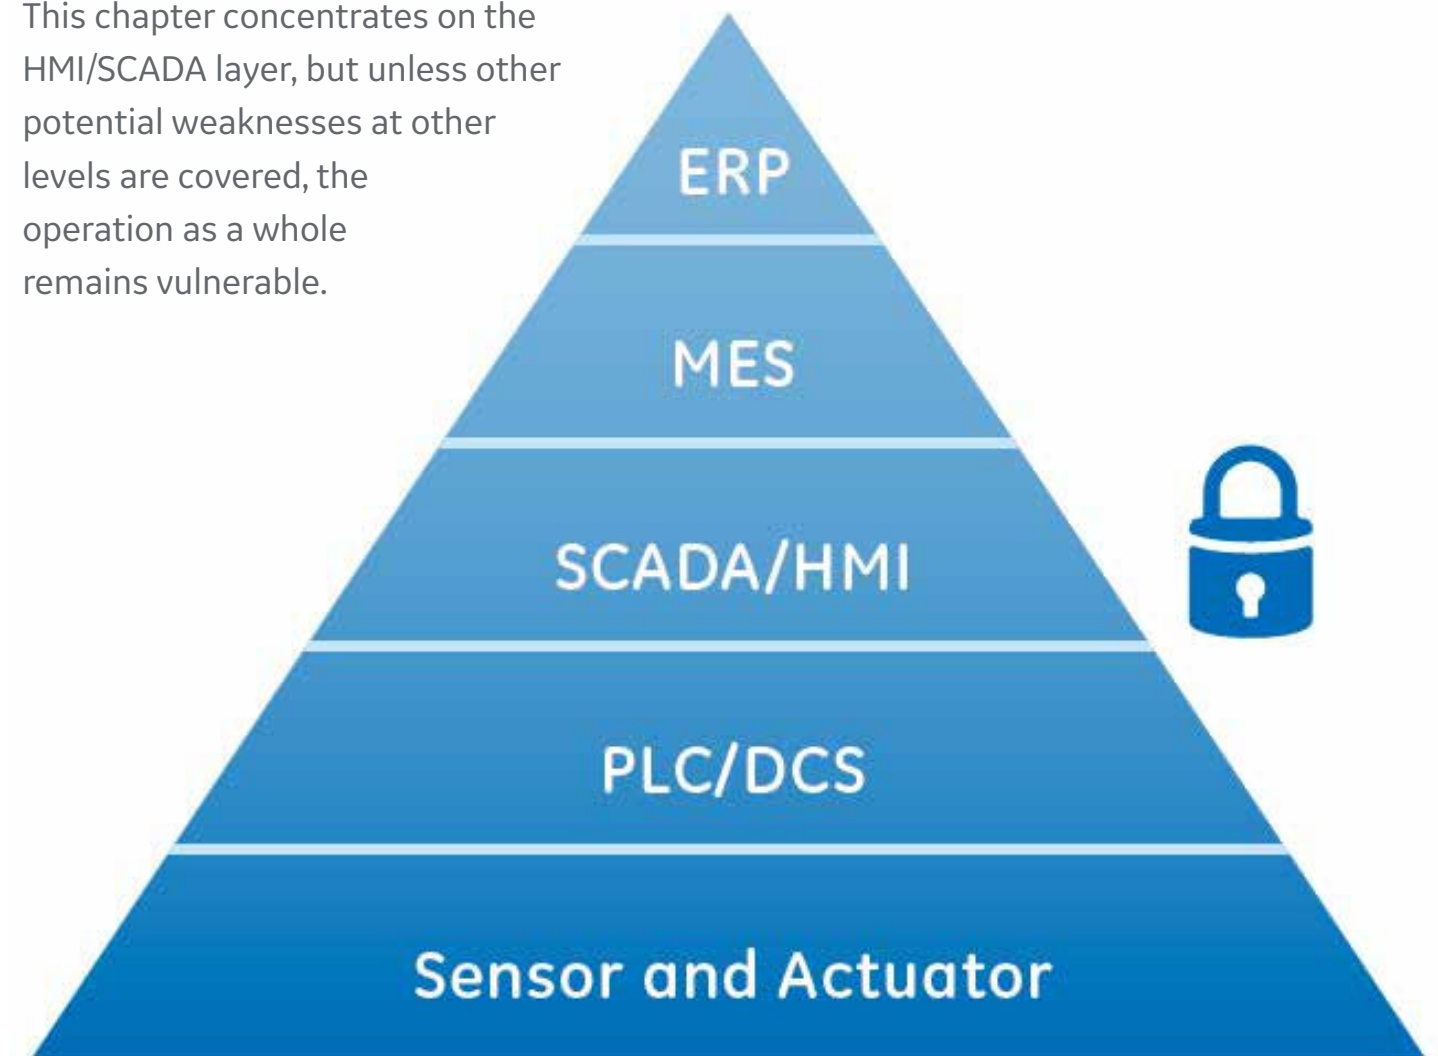 This chapter concentrates on the
HMI/SCADA layer, but unless other
potential weaknesses at other
levels are covered, the
operation as a whole
remains vulnerable.
ERP
MES
SCADA/HMI
PLC/DCS
Sensor and Actuator